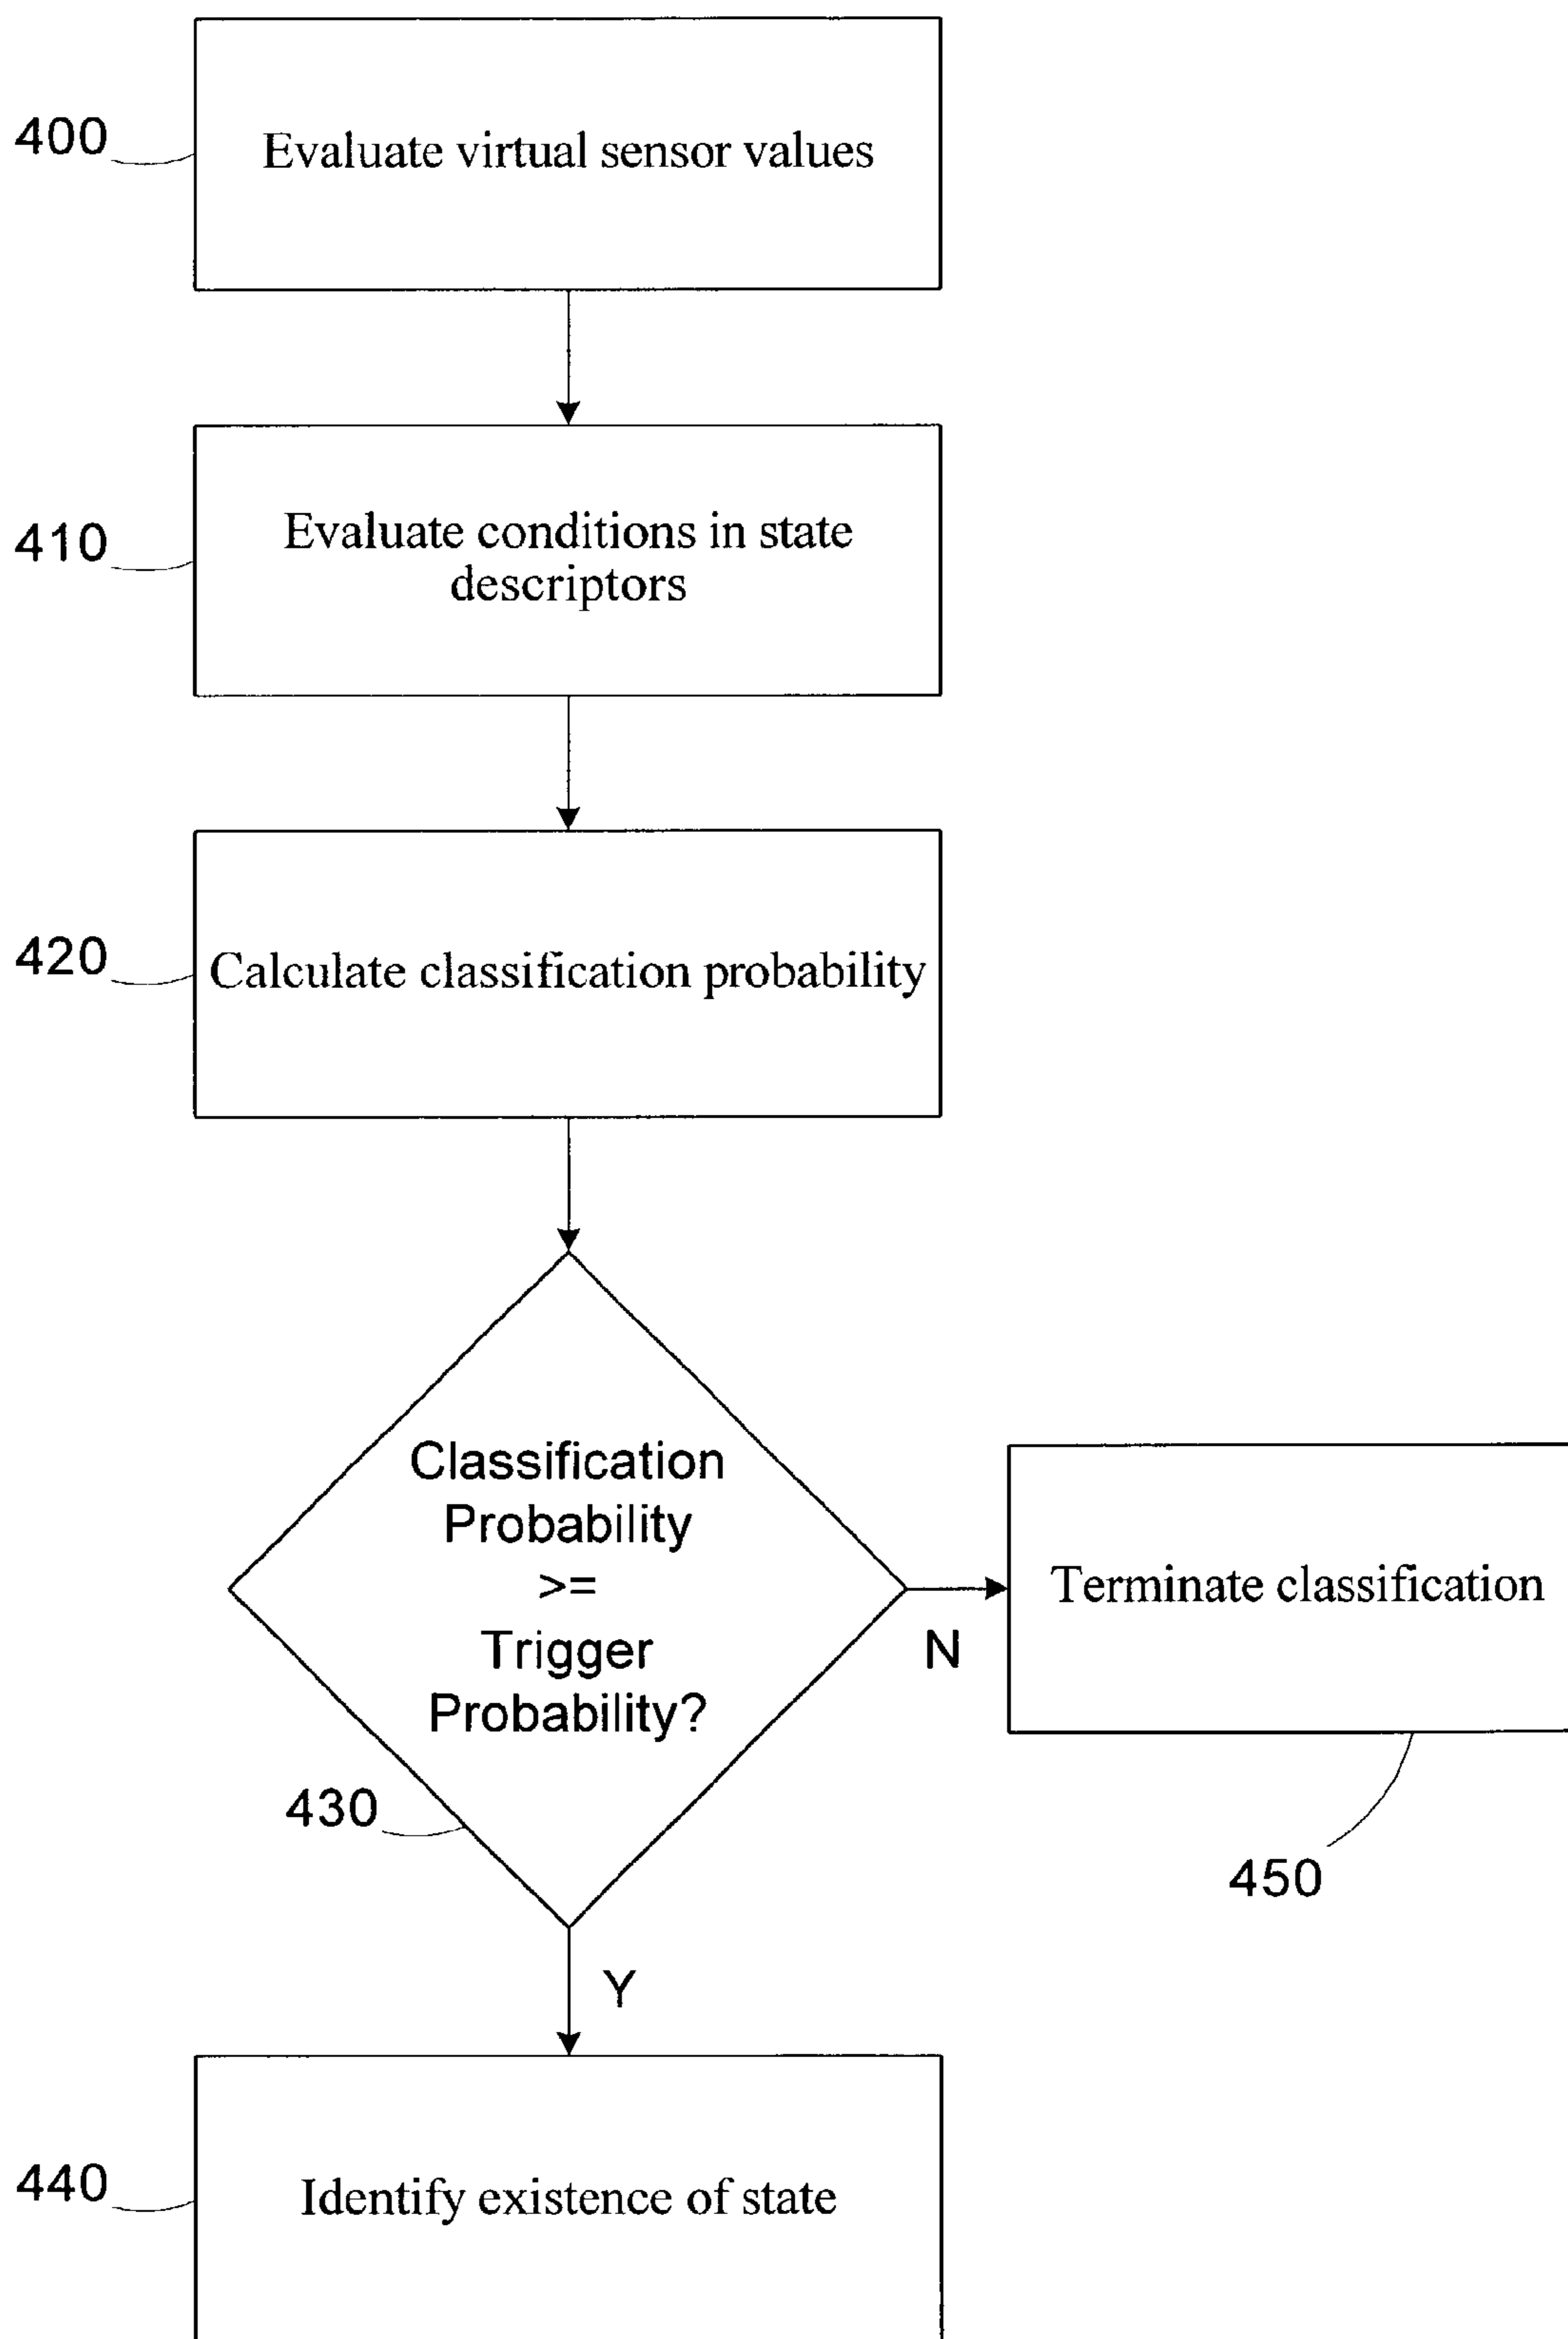 400
Evaluate virtual sensor values
410
Evaluate conditions in state
descriptors
420
Calculate classification probability
Classification
Probability
>=
Trigger
Probability?
N
Terminate classification
430
450
Y
440
Identify existence of state